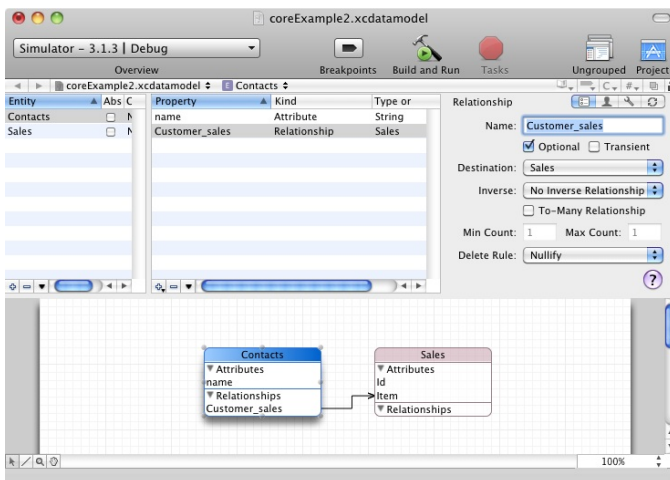 coreExample2.xcdatamodel
Simulator - 3.1.3 | Debug
Overview
Breakpoints
Build and Run
Tasks
Ungrouped
Project
coreExample2.xcdatamodel
Contacts
Entity Abs C
Contacts
Sales
Property Kind Type or
name Attribute String
Customer_sales Relationship Sales
Relationship
Name: Customer_sales
Optional Transient
Destination: Sales
Inverse: No Inverse Relationship
To-Many Relationship
Min Count: 1 Max Count: 1
Delete Rule: Nullify
?
Contacts
Attributes
name
Relationships
Customer_sales
Sales
Attributes
Id
Item
Relationships
100%